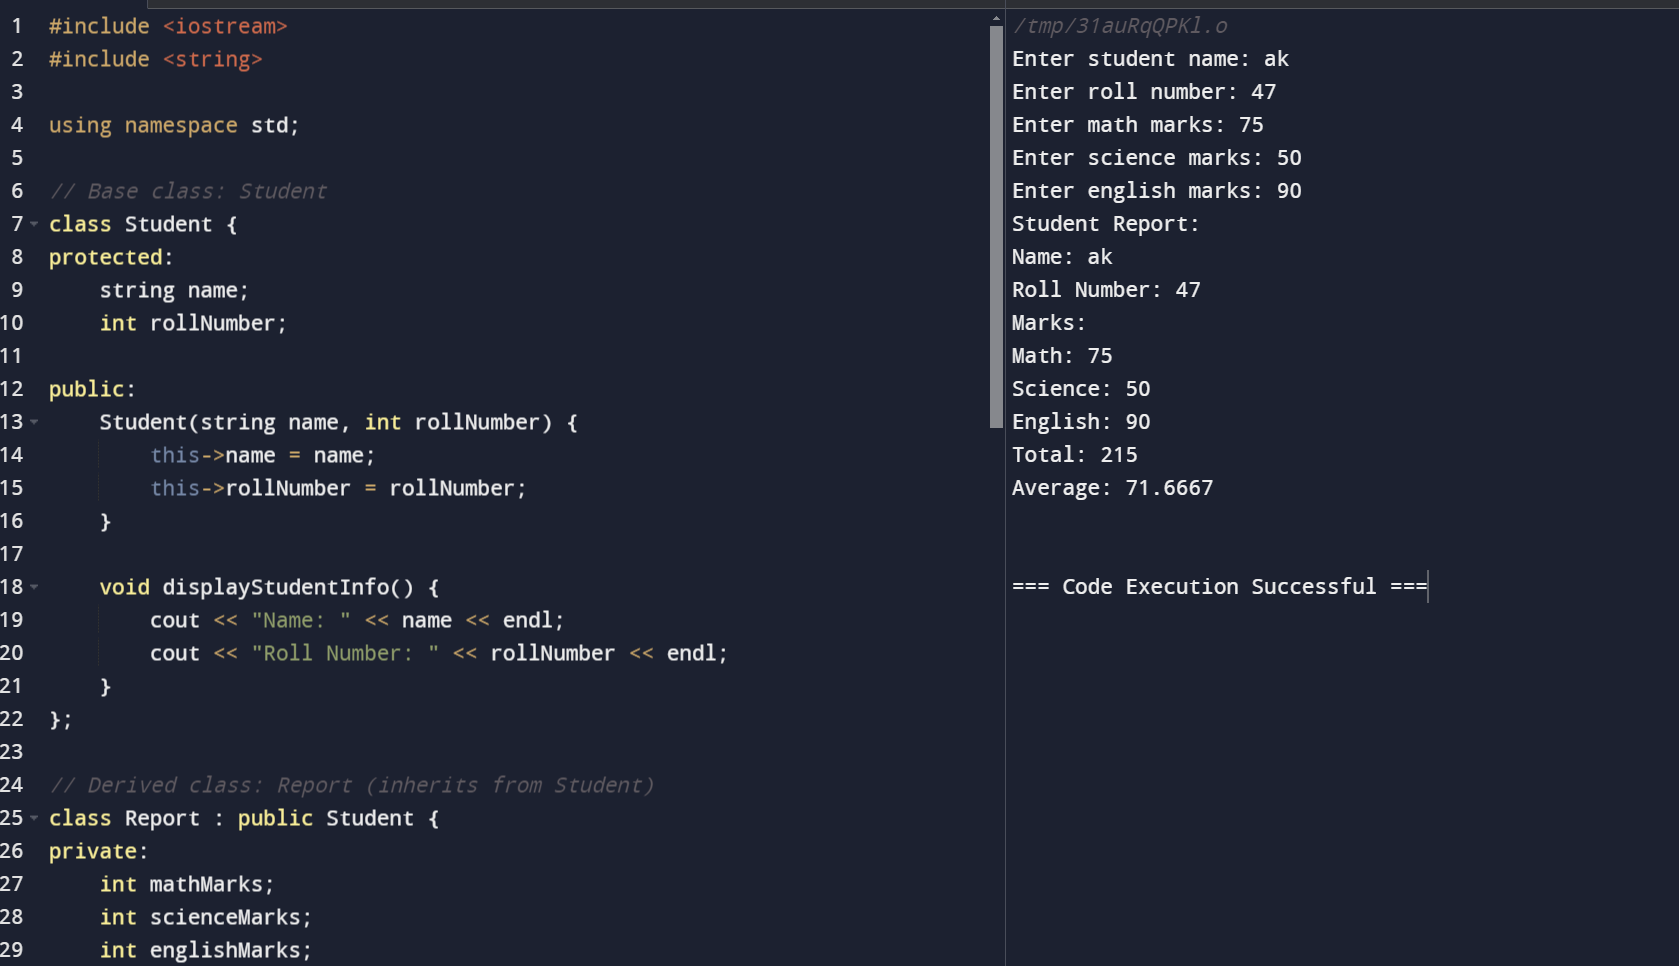 1 #include <iostream>
2 #include <string>
3
4 using namespace std;
5
6 // Base class: Student
7 class Student {
8 protected:
9     string name;
10     int rollNumber;
11
12 public:
13     Student(string name, int rollNumber) {
14         this->name = name;
15         this->rollNumber = rollNumber;
16     }
17
18     void displayStudentInfo() {
19         cout << "Name: " << name << endl;
20         cout << "Roll Number: " << rollNumber << endl;
21     }
22 };
23
24 // Derived class: Report (inherits from Student)
25 class Report : public Student {
26 private:
27     int mathMarks;
28     int scienceMarks;
29     int englishMarks;
/tmp/31auRqQPKl.o
Enter student name: ak
Enter roll number: 47
Enter math marks: 75
Enter science marks: 50
Enter english marks: 90
Student Report:
Name: ak
Roll Number: 47
Marks:
Math: 75
Science: 50
English: 90
Total: 215
Average: 71.6667
=== Code Execution Successful ===